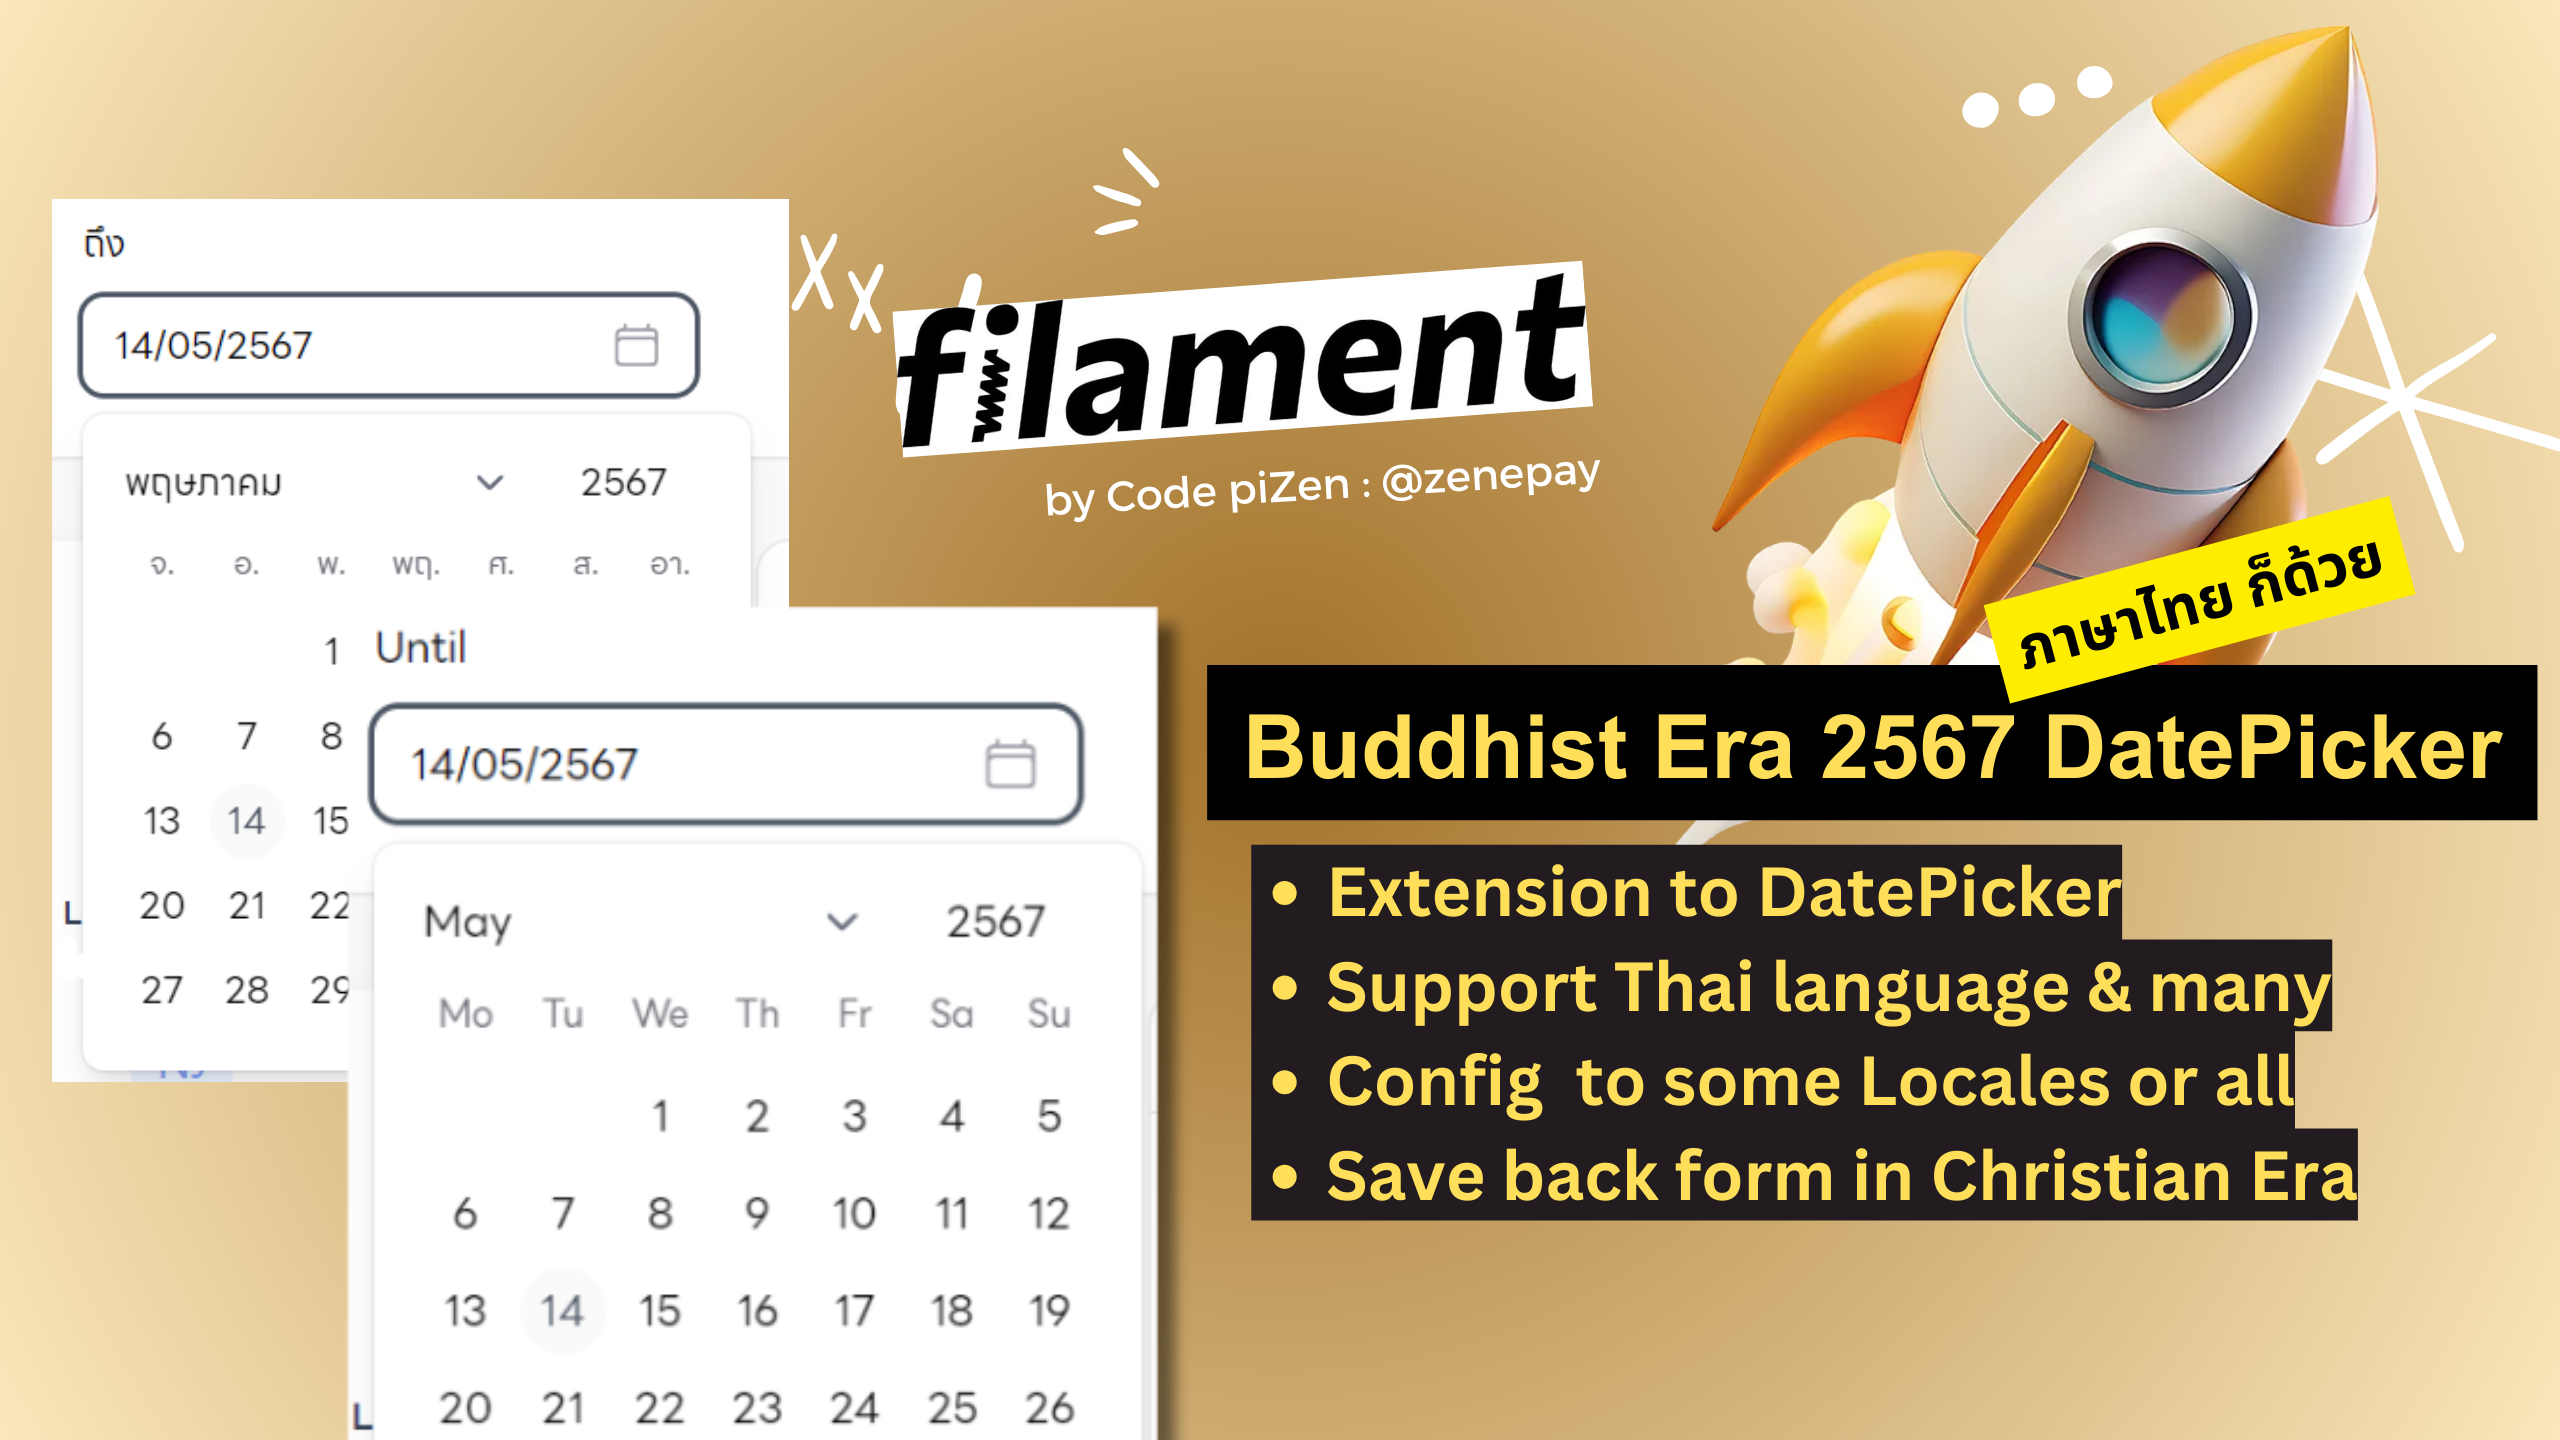 ถึง
14/05/2567
พฤษภาคม 2567
จ. อ. พ. พฤ. ศ. ส. อา.
1
6 7 8
13 14 15
20 21 22
27 28 29
Until
14/05/2567
May 2567
Mo Tu We Th Fr Sa Su
1 2 3 4 5
6 7 8 9 10 11 12
13 14 15 16 17 18 19
20 21 22 23 24 25 26
Xx
filament
by Code piZen : @zenepay
ภาษาไทย ก็ด้วย
Buddhist Era 2567 DatePicker
• Extension to DatePicker
• Support Thai language & many
• Config to some Locales or all
• Save back form in Christian Era